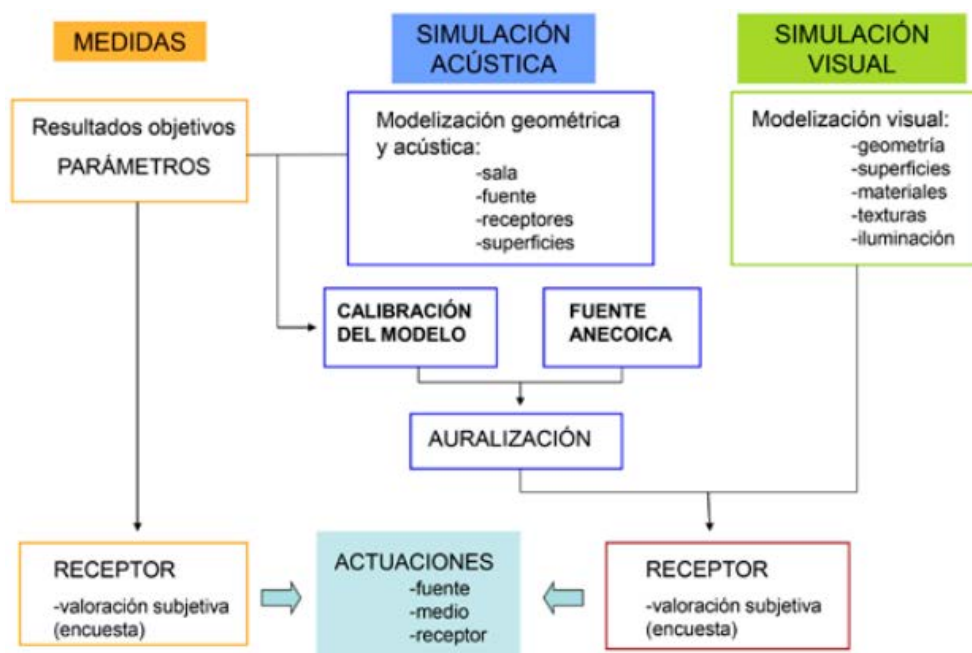 MEDIDAS
SIMULACIÓN
ACÚSTICA
SIMULACIÓN
VISUAL
Resultados objetivos
PARÁMETROS
Modelización geométrica
y acústica:
-sala
-fuente
-receptores
-superficies
Modelización visual:
-geometría
-superficies
-materiales
-texturas
-iluminación
CALIBRACIÓN
DEL MODELO
FUENTE
ANECOICA
AURALIZACIÓN
RECEPTOR
-valoración subjetiva
(encuesta)
ACTUACIONES
-fuente
-medio
-receptor
RECEPTOR
-valoración subjetiva
(encuesta)